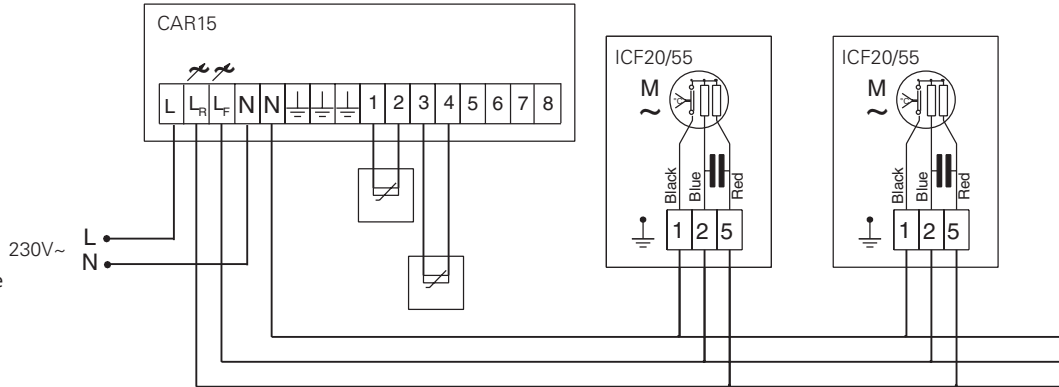 CAR15
L LR LF N N 1 2 3 4 5 6 7 8
230V~ L
N
e
ICF20/55
M
~
Black
Blue
Red
1 2 5
ICF20/55
M
~
Black
Blue
Red
1 2 5